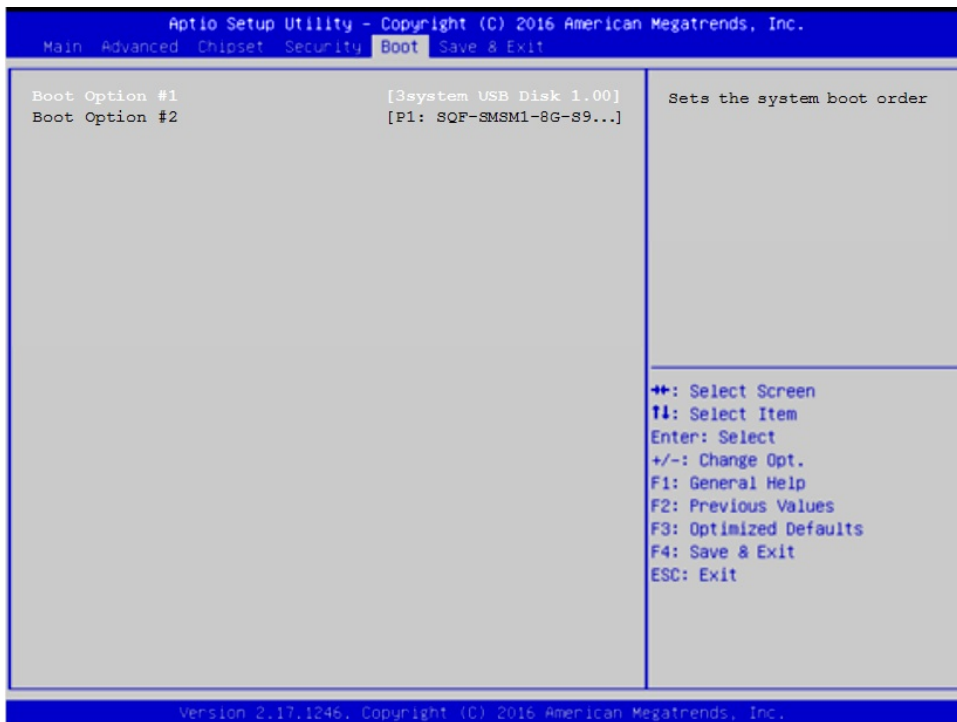 Aptio Setup Utility – Copyright (C) 2016 American Megatrends, Inc.
Main Advanced Chipset Security Boot Save & Exit
Boot Option #1 [3system USB Disk 1.00]
Boot Option #2 [P1: SQF-SMSM1-8G-S9...]
Sets the system boot order
→←: Select Screen
↑↓: Select Item
Enter: Select
+/-: Change Opt.
F1: General Help
F2: Previous Values
F3: Optimized Defaults
F4: Save & Exit
ESC: Exit
Version 2.17.1246. Copyright (C) 2016 American Megatrends, Inc.